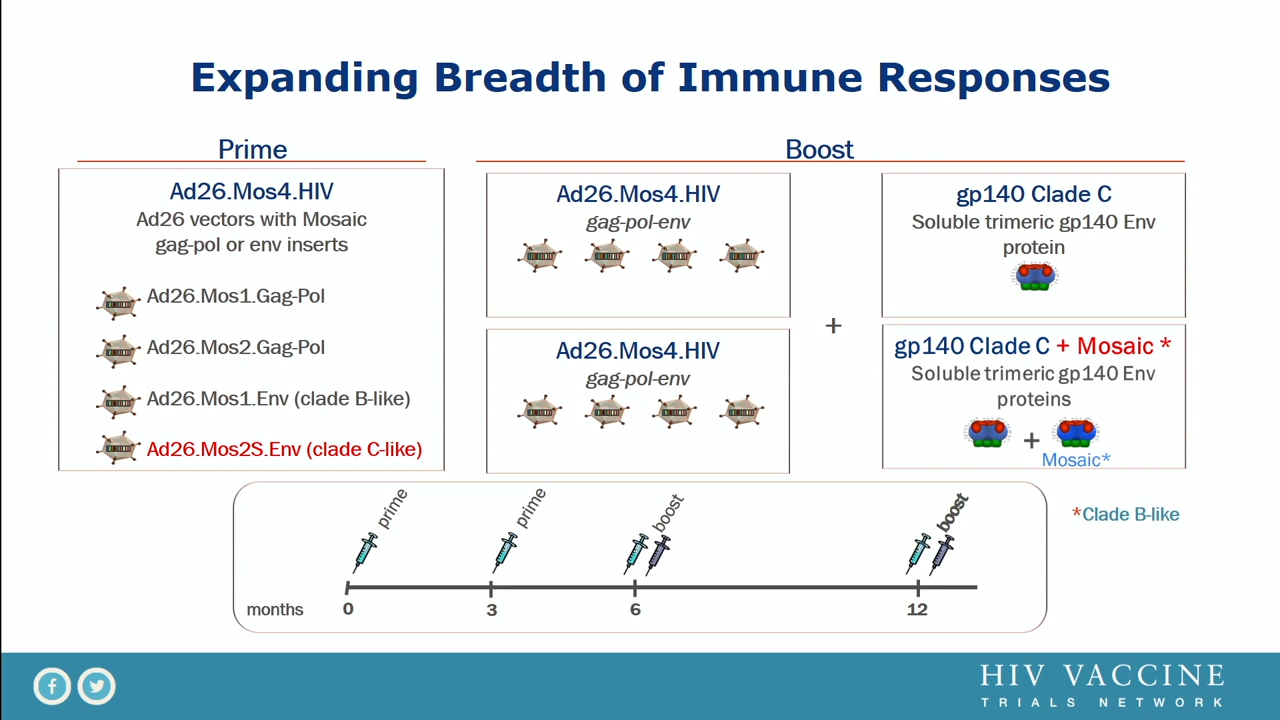 Expanding Breadth of Immune Responses
Prime
Boost
Ad26.Mos4.HIV
Ad26 vectors with Mosaic
gag-pol or env inserts
Ad26.Mos1.Gag-Pol
Ad26.Mos2.Gag-Pol
Ad26.Mos1.Env (clade B-like)
Ad26.Mos2S.Env (clade C-like)
Ad26.Mos4.HIV
gag-pol-env
Ad26.Mos4.HIV
gag-pol-env
+
gp140 Clade C
Soluble trimeric gp140 Env
protein
gp140 Clade C + Mosaic *
Soluble trimeric gp140 Env
proteins
+
Mosaic*
*Clade B-like
prime
prime
boost
boost
months 0 3 6 12
HIV VACCINE
TRIALS NETWORK